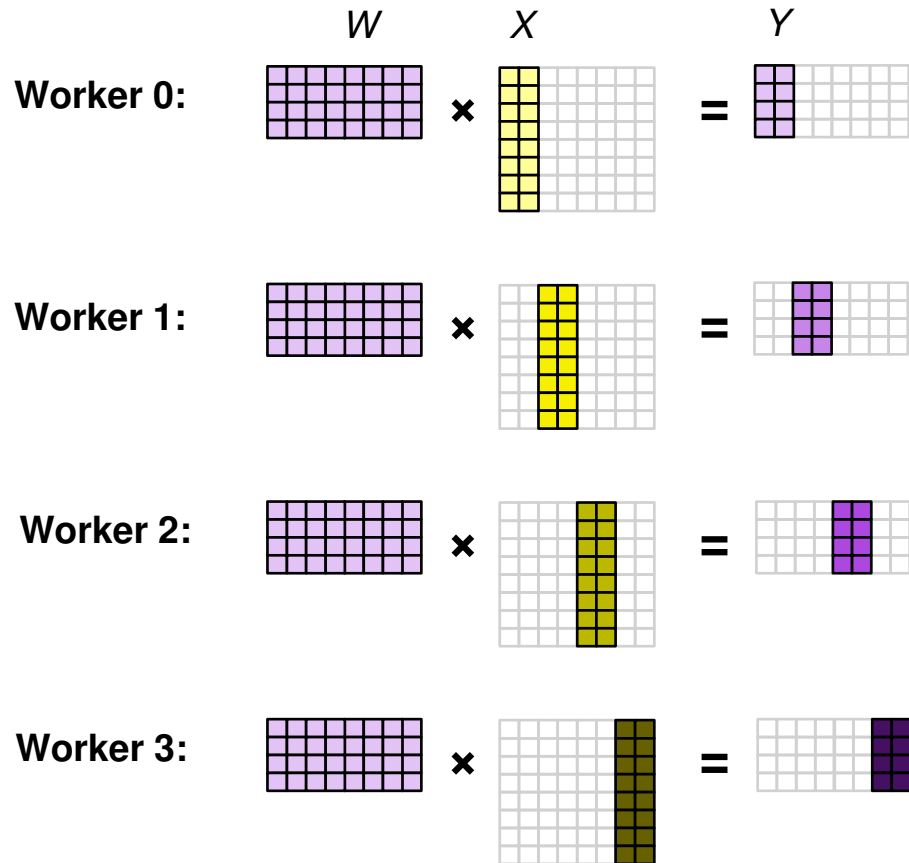 W X Y
Worker 0: × =
Worker 1: × =
Worker 2: × =
Worker 3: × =